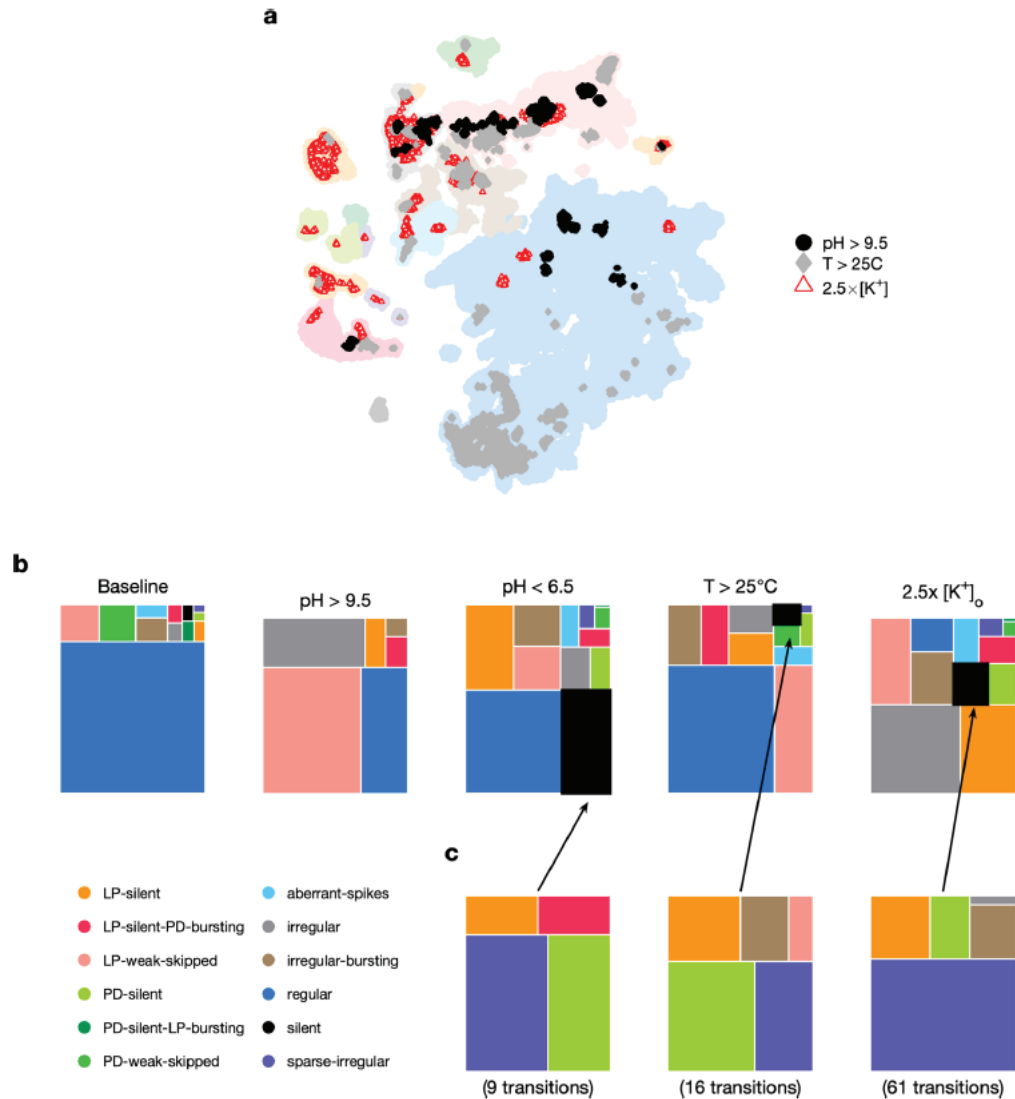 a
pH > 9.5
T > 25C
2.5×[K⁺]
b
Baseline
pH > 9.5
pH < 6.5
T > 25°C
2.5x [K⁺]ₒ
c
LP-silent
LP-silent-PD-bursting
LP-weak-skipped
PD-silent
PD-silent-LP-bursting
PD-weak-skipped
aberrant-spikes
irregular
irregular-bursting
regular
silent
sparse-irregular
(9 transitions)
(16 transitions)
(61 transitions)